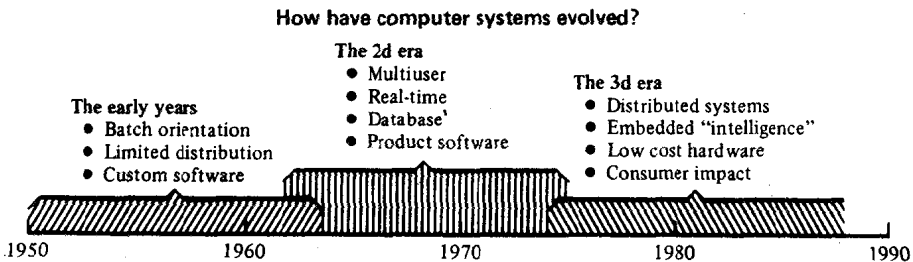 How have computer systems evolved?
The early years
• Batch orientation
• Limited distribution
• Custom software
The 2d era
• Multiuser
• Real-time
• Database
• Product software
The 3d era
• Distributed systems
• Embedded “intelligence”
• Low cost hardware
• Consumer impact
1950 1960 1970 1980 1990